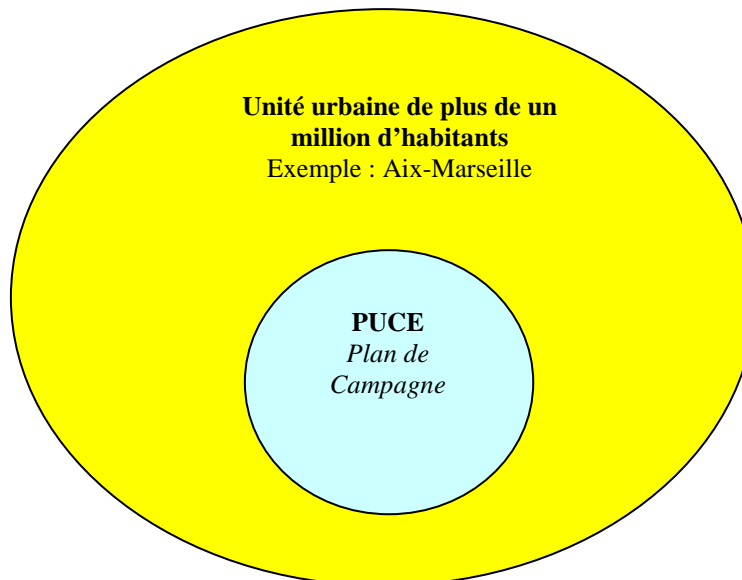 Unité urbaine de plus de un
million d’habitants
Exemple : Aix-Marseille
PUCE
Plan de
Campagne